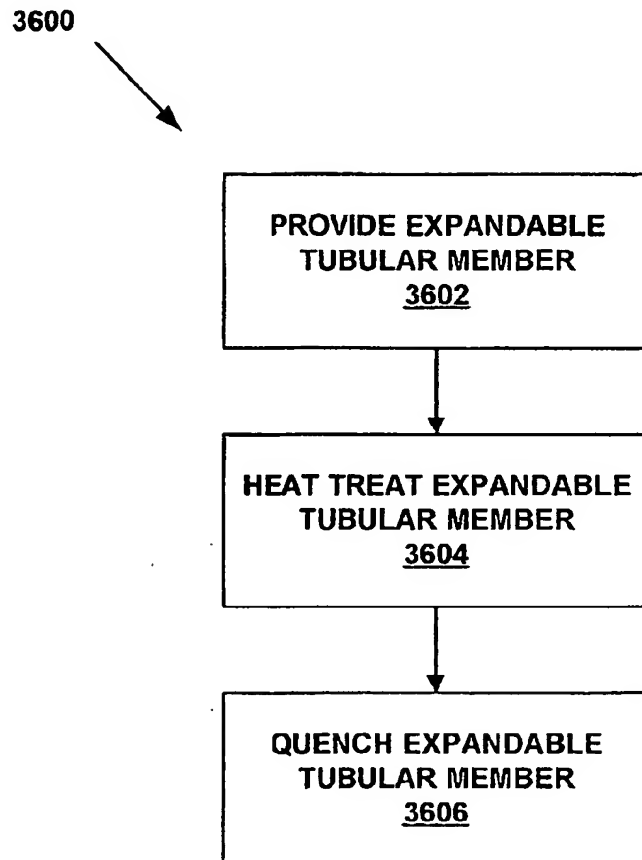 3600
PROVIDE EXPANDABLE
TUBULAR MEMBER
3602
HEAT TREAT EXPANDABLE
TUBULAR MEMBER
3604
QUENCH EXPANDABLE
TUBULAR MEMBER
3606